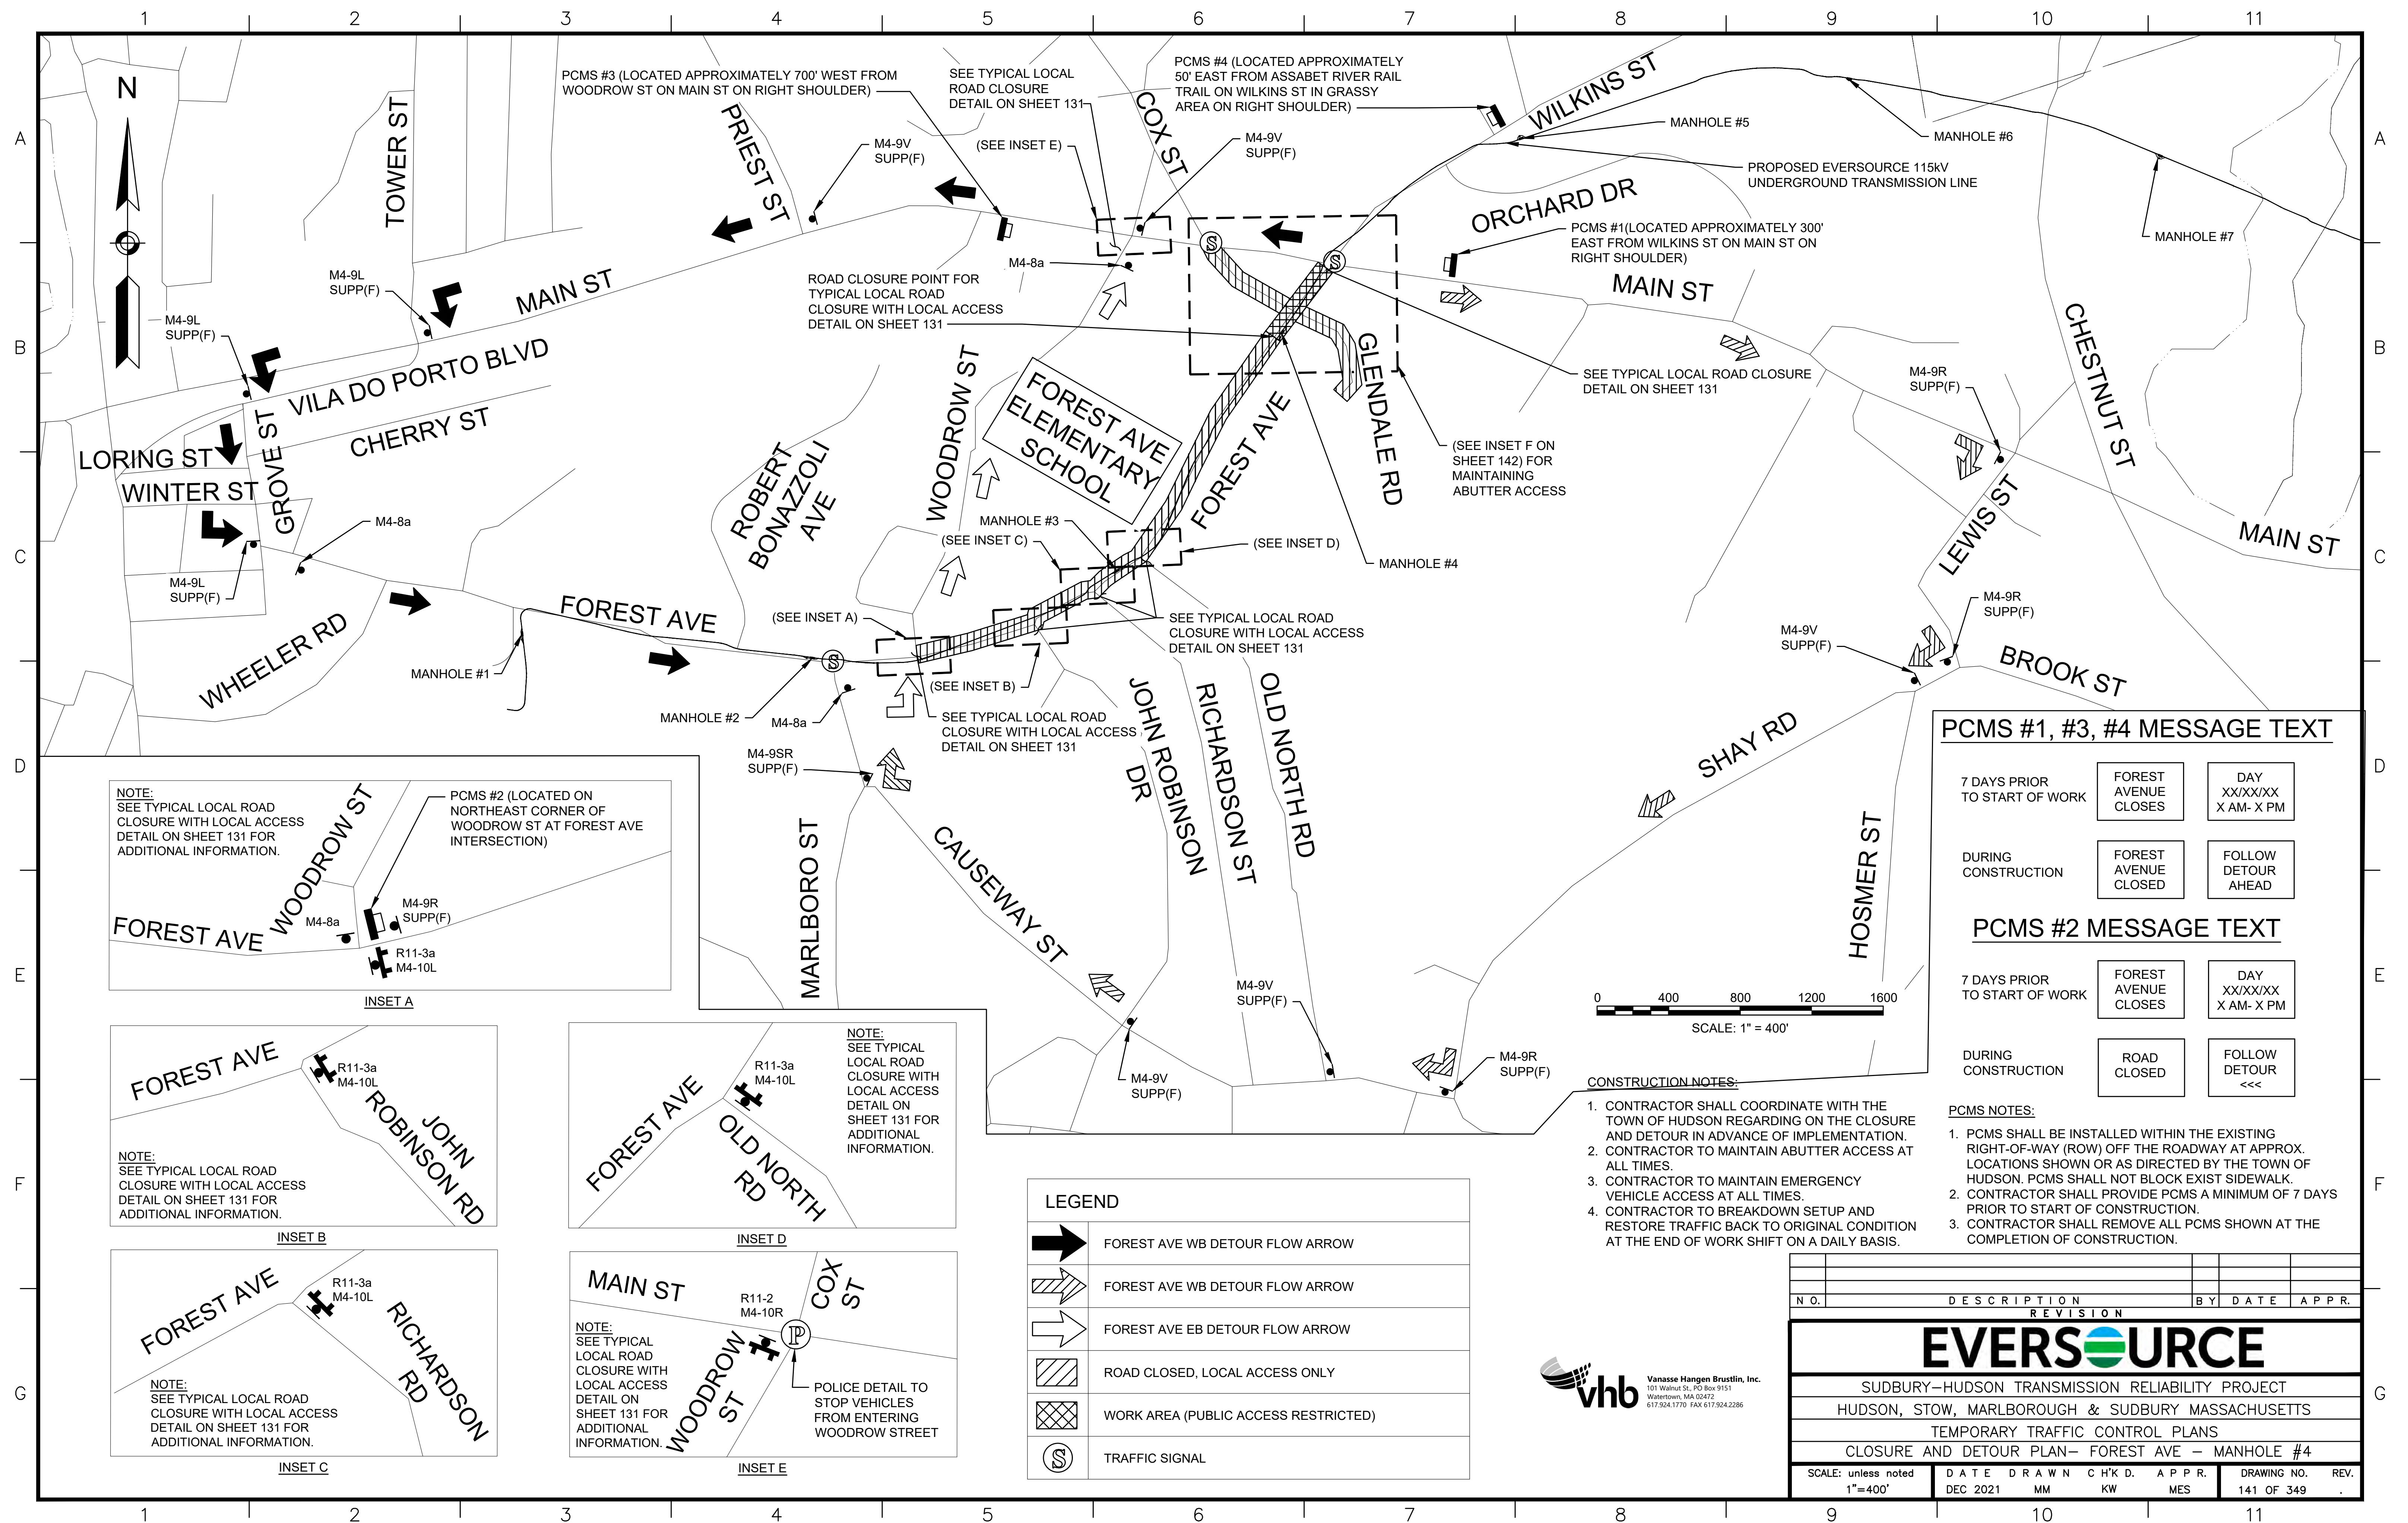 1 2 3 4 5 6 7 8 9 10 11
A
B
C
D
E
F
G
N
PCMS #3 (LOCATED APPROXIMATELY 700' WEST FROM
WOODROW ST ON MAIN ST ON RIGHT SHOULDER)
SEE TYPICAL LOCAL
ROAD CLOSURE
DETAIL ON SHEET 131
PCMS #4 (LOCATED APPROXIMATELY
50' EAST FROM ASSABET RIVER RAIL
TRAIL ON WILKINS ST IN GRASSY
AREA ON RIGHT SHOULDER)
WILKINS ST
TOWER ST
PRIEST ST
COX ST
M4-9V
SUPP(F)
(SEE INSET E)
M4-9V
SUPP(F)
MANHOLE #5
MANHOLE #6
PROPOSED EVERSOURCE 115kV
UNDERGROUND TRANSMISSION LINE
ORCHARD DR
PCMS #1(LOCATED APPROXIMATELY 300'
EAST FROM WILKINS ST ON MAIN ST ON
RIGHT SHOULDER)
MANHOLE #7
S
S
M4-8a
M4-9L
SUPP(F)
MAIN ST
ROAD CLOSURE POINT FOR
TYPICAL LOCAL ROAD
CLOSURE WITH LOCAL ACCESS
DETAIL ON SHEET 131
MAIN ST
M4-9L
SUPP(F)
VILA DO PORTO BLVD
CHERRY ST
WOODROW ST
FOREST AVE
ELEMENTARY
SCHOOL
GLENDALE RD
SEE TYPICAL LOCAL ROAD CLOSURE
DETAIL ON SHEET 131
M4-9R
SUPP(F)
CHESTNUT ST
LORING ST
WINTER ST
GROVE ST
ROBERT
BONAZZOLI
AVE
FOREST AVE
(SEE INSET F ON
SHEET 142) FOR
MAINTAINING
ABUTTER ACCESS
LEWIS ST
MAIN ST
M4-8a
MANHOLE #3
(SEE INSET C)
(SEE INSET D)
MANHOLE #4
M4-9L
SUPP(F)
FOREST AVE
(SEE INSET A)
SEE TYPICAL LOCAL ROAD
CLOSURE WITH LOCAL ACCESS
DETAIL ON SHEET 131
M4-9R
SUPP(F)
M4-9V
SUPP(F)
BROOK ST
WHEELER RD
MANHOLE #1
S
MANHOLE #2
M4-8a
(SEE INSET B)
SEE TYPICAL LOCAL ROAD
CLOSURE WITH LOCAL ACCESS
DETAIL ON SHEET 131
JOHN ROBINSON
DR
RICHARDSON ST
OLD NORTH RD
SHAY RD
M4-9SR
SUPP(F)
MARLBORO ST
CAUSEWAY ST
HOSMER ST
M4-9V
SUPP(F)
M4-9V
SUPP(F)
M4-9R
SUPP(F)
0 400 800 1200 1600
SCALE: 1" = 400'
PCMS #1, #3, #4 MESSAGE TEXT
7 DAYS PRIOR
TO START OF WORK
FOREST
AVENUE
CLOSES
DAY
XX/XX/XX
X AM- X PM
DURING
CONSTRUCTION
FOREST
AVENUE
CLOSED
FOLLOW
DETOUR
AHEAD
PCMS #2 MESSAGE TEXT
7 DAYS PRIOR
TO START OF WORK
FOREST
AVENUE
CLOSES
DAY
XX/XX/XX
X AM- X PM
DURING
CONSTRUCTION
ROAD
CLOSED
FOLLOW
DETOUR
<<<
NOTE:
SEE TYPICAL LOCAL ROAD
CLOSURE WITH LOCAL ACCESS
DETAIL ON SHEET 131 FOR
ADDITIONAL INFORMATION.
WOODROW ST
PCMS #2 (LOCATED ON
NORTHEAST CORNER OF
WOODROW ST AT FOREST AVE
INTERSECTION)
M4-8a
M4-9R
SUPP(F)
FOREST AVE
R11-3a
M4-10L
INSET A
FOREST AVE
R11-3a
M4-10L
JOHN
ROBINSON RD
NOTE:
SEE TYPICAL LOCAL ROAD
CLOSURE WITH LOCAL ACCESS
DETAIL ON SHEET 131 FOR
ADDITIONAL INFORMATION.
INSET B
FOREST AVE
R11-3a
M4-10L
RICHARDSON
RD
NOTE:
SEE TYPICAL LOCAL ROAD
CLOSURE WITH LOCAL ACCESS
DETAIL ON SHEET 131 FOR
ADDITIONAL INFORMATION.
INSET C
FOREST AVE
R11-3a
M4-10L
OLD NORTH
RD
NOTE:
SEE TYPICAL
LOCAL ROAD
CLOSURE WITH
LOCAL ACCESS
DETAIL ON
SHEET 131 FOR
ADDITIONAL
INFORMATION.
INSET D
MAIN ST
COX
ST
R11-2
M4-10R
P
WOODROW
ST
NOTE:
SEE TYPICAL
LOCAL ROAD
CLOSURE WITH
LOCAL ACCESS
DETAIL ON
SHEET 131 FOR
ADDITIONAL
INFORMATION.
POLICE DETAIL TO
STOP VEHICLES
FROM ENTERING
WOODROW STREET
INSET E
LEGEND
FOREST AVE WB DETOUR FLOW ARROW
FOREST AVE WB DETOUR FLOW ARROW
FOREST AVE EB DETOUR FLOW ARROW
ROAD CLOSED, LOCAL ACCESS ONLY
WORK AREA (PUBLIC ACCESS RESTRICTED)
S TRAFFIC SIGNAL
CONSTRUCTION NOTES:
1. CONTRACTOR SHALL COORDINATE WITH THE
TOWN OF HUDSON REGARDING ON THE CLOSURE
AND DETOUR IN ADVANCE OF IMPLEMENTATION.
2. CONTRACTOR TO MAINTAIN ABUTTER ACCESS AT
ALL TIMES.
3. CONTRACTOR TO MAINTAIN EMERGENCY
VEHICLE ACCESS AT ALL TIMES.
4. CONTRACTOR TO BREAKDOWN SETUP AND
RESTORE TRAFFIC BACK TO ORIGINAL CONDITION
AT THE END OF WORK SHIFT ON A DAILY BASIS.
PCMS NOTES:
1. PCMS SHALL BE INSTALLED WITHIN THE EXISTING
RIGHT-OF-WAY (ROW) OFF THE ROADWAY AT APPROX.
LOCATIONS SHOWN OR AS DIRECTED BY THE TOWN OF
HUDSON. PCMS SHALL NOT BLOCK EXIST SIDEWALK.
2. CONTRACTOR SHALL PROVIDE PCMS A MINIMUM OF 7 DAYS
PRIOR TO START OF CONSTRUCTION.
3. CONTRACTOR SHALL REMOVE ALL PCMS SHOWN AT THE
COMPLETION OF CONSTRUCTION.
NO. DESCRIPTION BY DATE APPR.
REVISION
EVERSOURCE
vhb
Vanasse Hangen Brustlin, Inc.
101 Walnut St., PO Box 9151
Watertown, MA 02472
617.924.1770 FAX 617.924.2286
SUDBURY-HUDSON TRANSMISSION RELIABILITY PROJECT
HUDSON, STOW, MARLBOROUGH & SUDBURY MASSACHUSETTS
TEMPORARY TRAFFIC CONTROL PLANS
CLOSURE AND DETOUR PLAN- FOREST AVE - MANHOLE #4
SCALE: unless noted
1"=400'
DATE DRAWN CH'K D. APPR.
DEC 2021 MM KW MES
DRAWING NO. REV.
141 OF 349 .
1 2 3 4 5 6 7 8 9 10 11
A
B
C
D
E
F
G